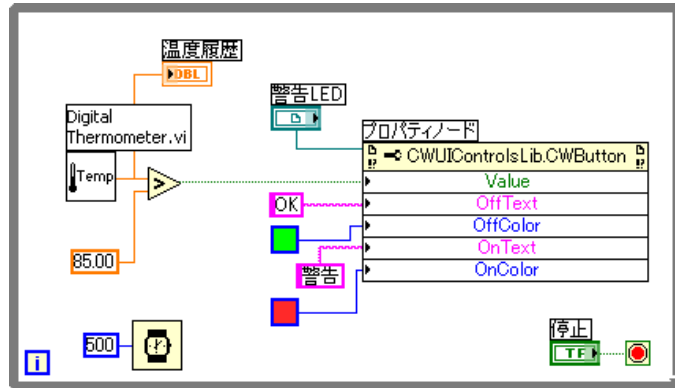 温度履歴
DBL
警告LED
Digital
Thermometer.vi
プロパティノード
CWUIControlsLib.CWButton
Temp
>
Value
OK
OffText
OffColor
OnText
85.00
警告
OnColor
500
停止
TF
i